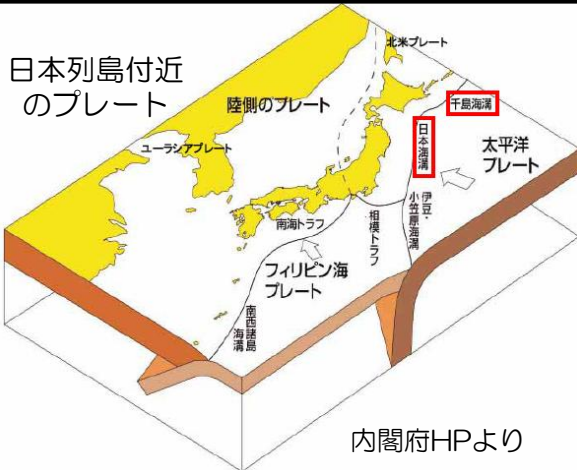 日本列島付近
のプレート
北米プレート
陸側のプレート
千島海溝
ユーラシアプレート
日本海溝
太平洋
プレート
伊豆・
小笠原海溝
南海トラフ
相模トラフ
フィリピン海
プレート
南西諸島
海溝
内閣府HPより